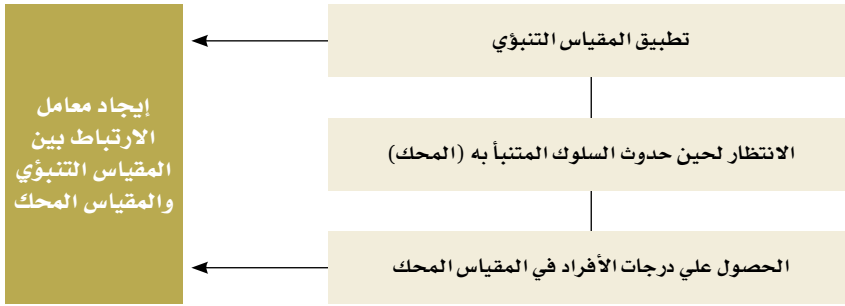 تطبيق المقياس التنبؤي
الانتظار لحين حدوث السلوك المتنبأ به (المحك)
الحصول علي درجات الأفراد في المقياس المحك
إيجاد معامل
الارتباط بين
المقياس التنبؤي
والمقياس المحك